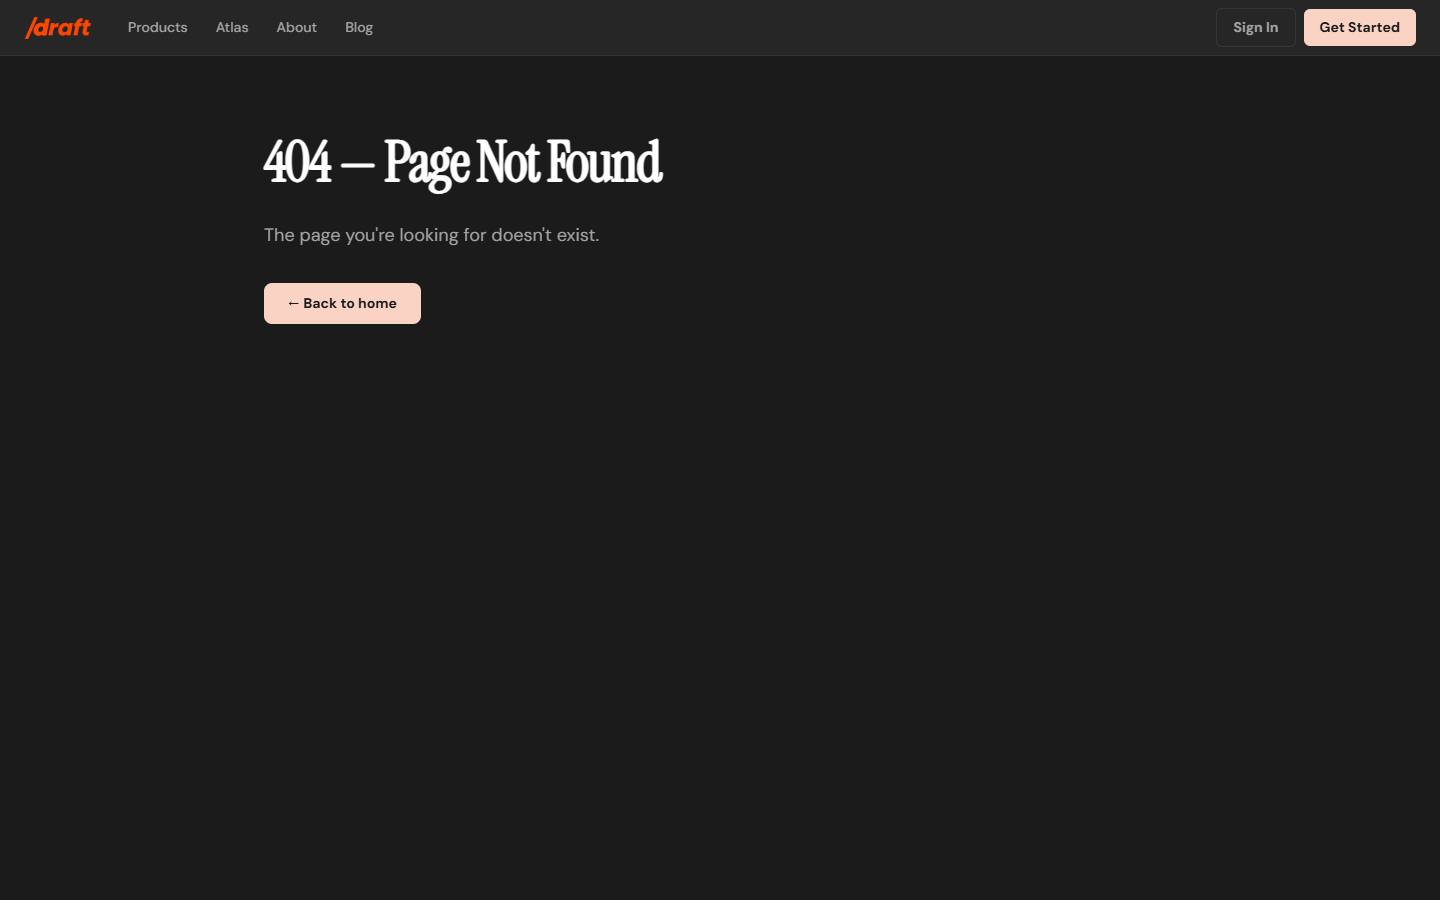 /draft
Products
Atlas
About
Blog
Sign In
Get Started
404 — Page Not Found
The page you're looking for doesn't exist.
← Back to home